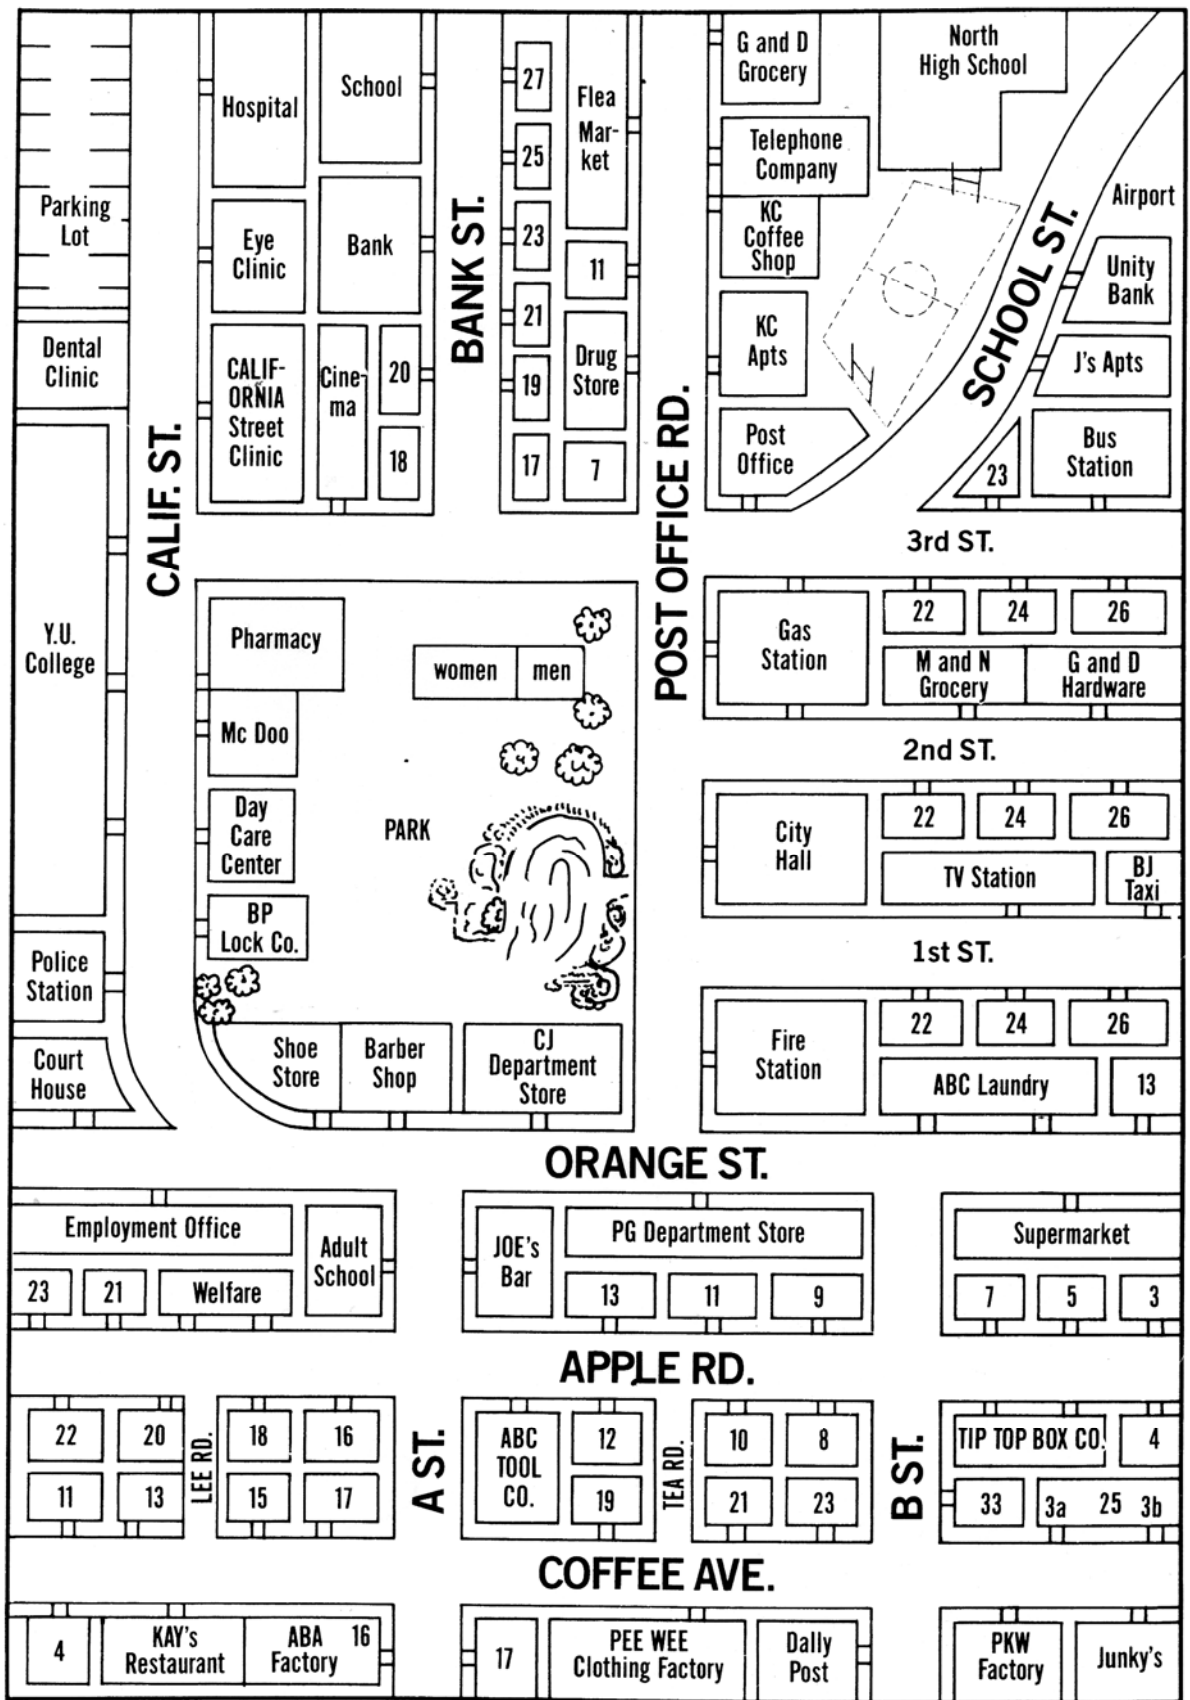 Hospital
School
27
Flea
Mar-
ket
G and D
Grocery
North
High School
25
Telephone
Company
Parking
Lot
Eye
Clinic
Bank
BANK ST.
23
11
KC
Coffee
Shop
Airport
SCHOOL ST.
Unity
Bank
Dental
Clinic
CALIF-
ORNIA
Street
Clinic
Cine-
ma
20
18
21
19
17
Drug
Store
7
KC
Apts
J's Apts
Post
Office
23
Bus
Station
CALIF. ST.
POST OFFICE RD.
3rd ST.
Y.U.
College
Pharmacy
women
men
Gas
Station
22
24
26
M and N
Grocery
G and D
Hardware
Mc Doo
2nd ST.
Day
Care
Center
PARK
City
Hall
22
24
26
TV Station
BJ
Taxi
BP
Lock Co.
1st ST.
Police
Station
Court
House
Shoe
Store
Barber
Shop
CJ
Department
Store
Fire
Station
22
24
26
ABC Laundry
13
ORANGE ST.
Employment Office
Adult
School
23
21
Welfare
JOE's
Bar
PG Department Store
13
11
9
Supermarket
7
5
3
APPLE RD.
22
20
LEE RD.
18
16
A ST.
ABC
TOOL
CO.
12
TEA RD.
10
8
B ST.
TIP TOP BOX CO.
4
11
13
15
17
19
21
23
33
3a
25
3b
COFFEE AVE.
4
KAY's
Restaurant
ABA
Factory
16
17
PEE WEE
Clothing Factory
Dally
Post
PKW
Factory
Junky's